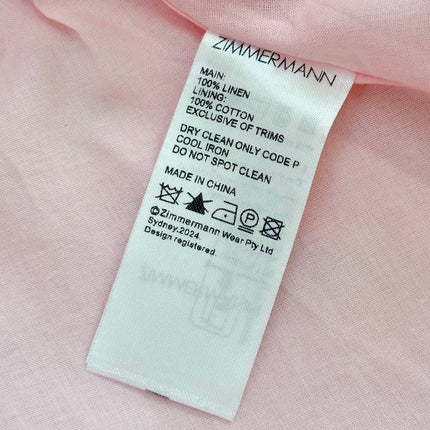 ZIMMERMANN
MAIN:
100% LINEN
LINING:
100% COTTON
EXCLUSIVE OF TRIMS
DRY CLEAN ONLY CODE P
COOL IRON
DO NOT SPOT CLEAN
MADE IN CHINA
P
©Zimmermann Wear Pty Ltd
Sydney.2024.
Design registered.